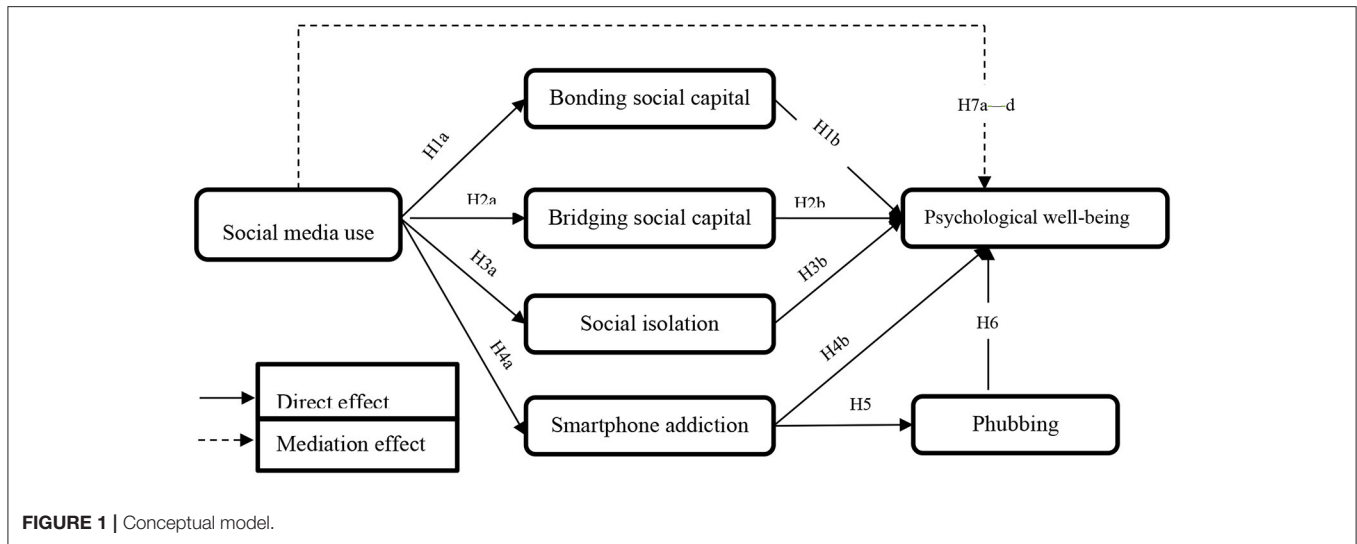 Bonding social capital
H7a—d
H1a
H1b
H2a
H2b
Social media use
Bridging social capital
Psychological well-being
H3a
H3b
Social isolation
H6
H4a
H4b
Direct effect
Mediation effect
Smartphone addiction
H5
Phubbing
FIGURE 1 | Conceptual model.